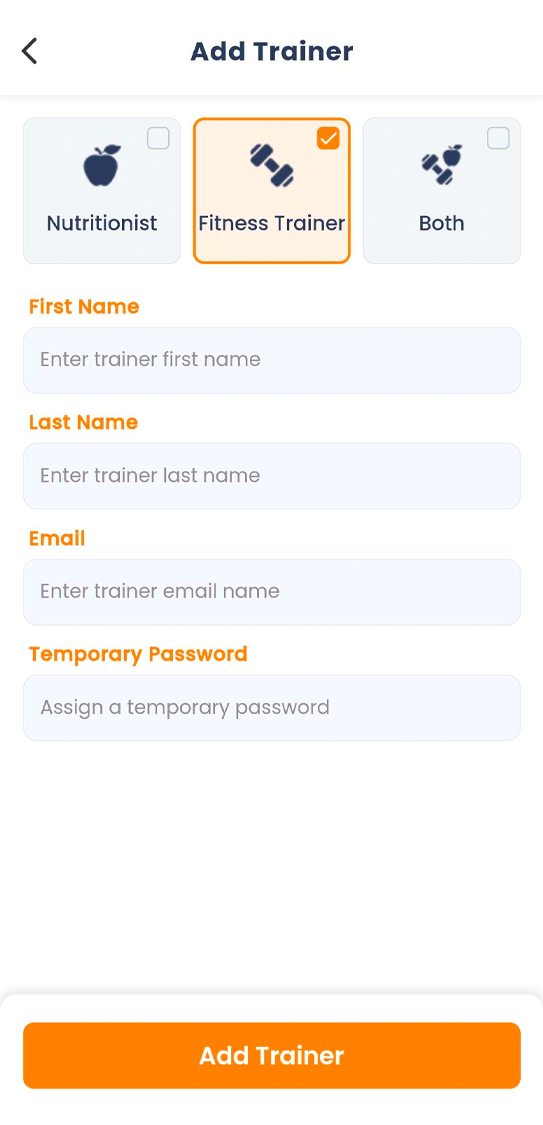 Add Trainer
Nutritionist
Fitness Trainer
Both
First Name
Enter trainer first name
Last Name
Enter trainer last name
Email
Enter trainer email name
Temporary Password
Assign a temporary password
Add Trainer